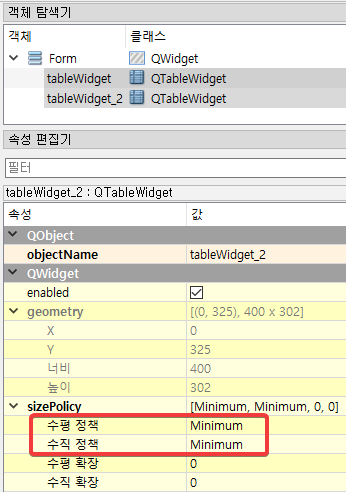 객체 탐색기
객체 클래스
Form QWidget
tableWidget QTableWidget
tableWidget_2 QTableWidget
속성 편집기
필터
tableWidget_2 : QTableWidget
속성 값
QObject
objectName tableWidget_2
QWidget
enabled
geometry [(0, 325), 400 x 302]
X 0
Y 325
너비 400
높이 302
sizePolicy [Minimum, Minimum, 0, 0]
수평 정책 Minimum
수직 정책 Minimum
수평 확장 0
수직 확장 0